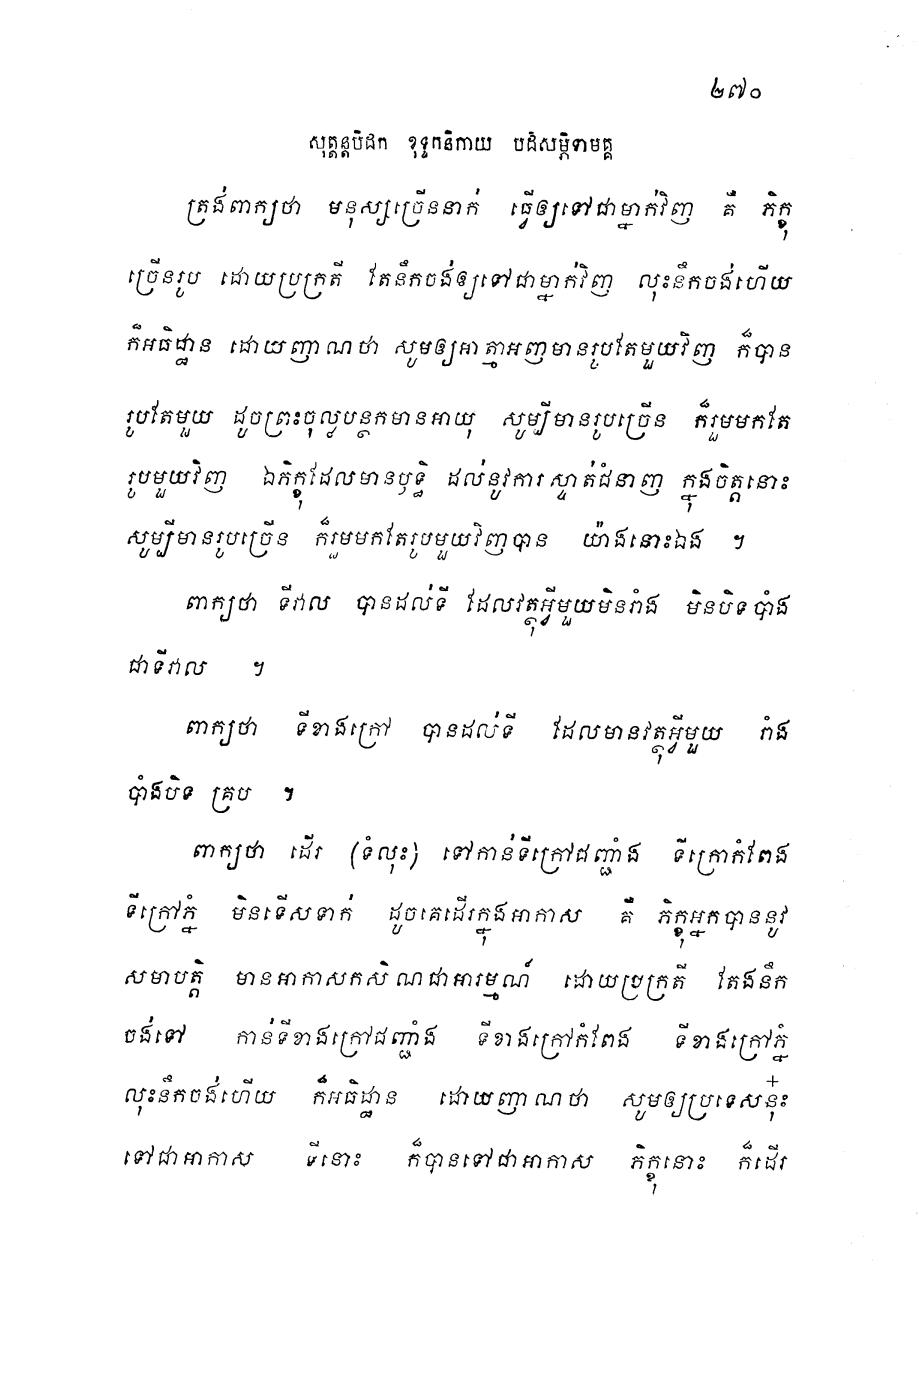 ២៧០
សុត្តន្តបិដក ខុទ្ទកនិកាយ បដិសម្ភិទាមគ្គ
ត្រង់ពាក្យថា មនុស្សច្រើននាក់ ធ្វើឲ្យទៅជាម្នាក់វិញ គឺ ភិក្ខុ
ច្រើនរូប ដោយប្រក្រតី តែនឹកចង់ឲ្យទៅជាម្នាក់វិញ លុះនឹកចង់ហើយ
ក៏អធិដ្ឋាន ដោយញាណថា សូមឲ្យអាត្មាអញមានរូបតែមួយវិញ ក៏បាន
រូបតែមួយ ដូចព្រះចុល្លបន្ថកមានអាយុ សូម្បីមានរូបច្រើន ក៏រួមមកតែ
រូបមួយវិញ ឯភិក្ខុដែលមានឫទ្ធិ ដល់នូវការស្ទាត់ជំនាញ ក្នុងចិត្តនោះ
សូម្បីមានរូបច្រើន ក៏រួមមកតែរូបមួយវិញបាន យ៉ាងនោះឯង ។
ពាក្យថា ទីវាល បានដល់ទី ដែលវត្ថុអ្វីមួយមិនរាំង មិនបិទបាំង
ជាទីវាល ។
ពាក្យថា ទីខាងក្រៅ បានដល់ទី ដែលមានវត្ថុអ្វីមួយ រាំង
បាំងបិទ គ្រប ។
ពាក្យថា ដើរ (ទំលុះ) ទៅកាន់ទីក្រៅជញ្ជាំង ទីក្រៅកំពែង
ទីក្រៅភ្នំ មិនទើសទាក់ ដូចគេដើរក្នុងអាកាស គឺ ភិក្ខុអ្នកបាននូវ
សមាបត្តិ មានអាកាសកសិណជាអារម្មណ៍ ដោយប្រក្រតី តែងនឹក
ចង់ទៅ កាន់ទីខាងក្រៅជញ្ជាំង ទីខាងក្រៅកំពែង ទីខាងក្រៅភ្នំ
លុះនឹកចង់ហើយ ក៏អធិដ្ឋាន ដោយញាណថា សូមឲ្យប្រទេសនុ៎ះ
ទៅជាអាកាស ទីនោះ ក៏បានទៅជាអាកាស ភិក្ខុនោះ ក៏ដើរ